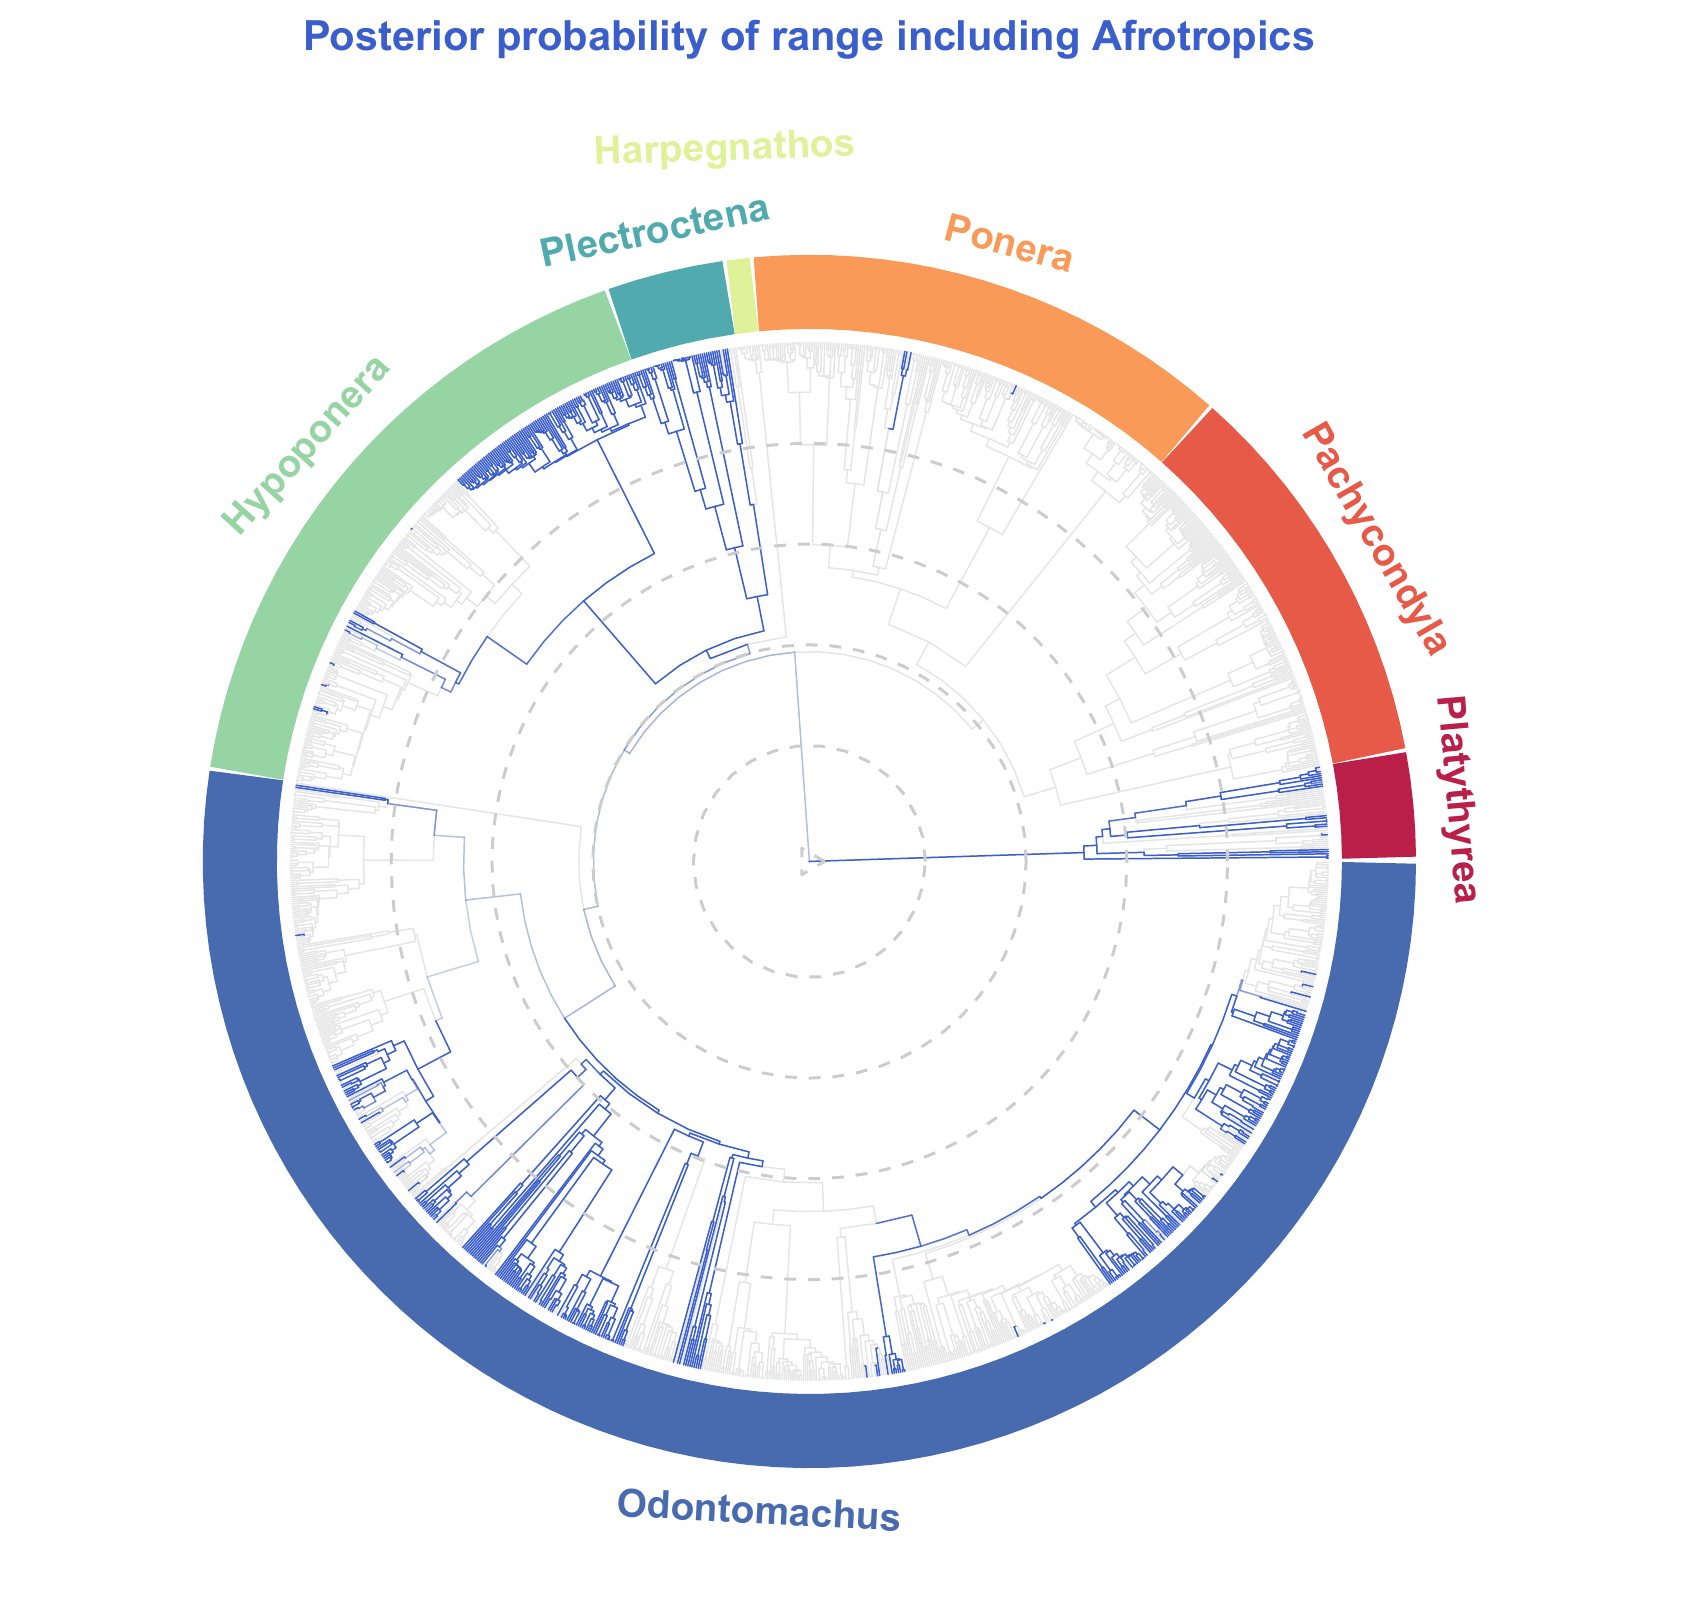 Posterior probability of range including Afrotropics
Harpegnathos
Plectroctena
Ponera
Hypoponera
Pachycondyla
Platythyrea
Odontomachus